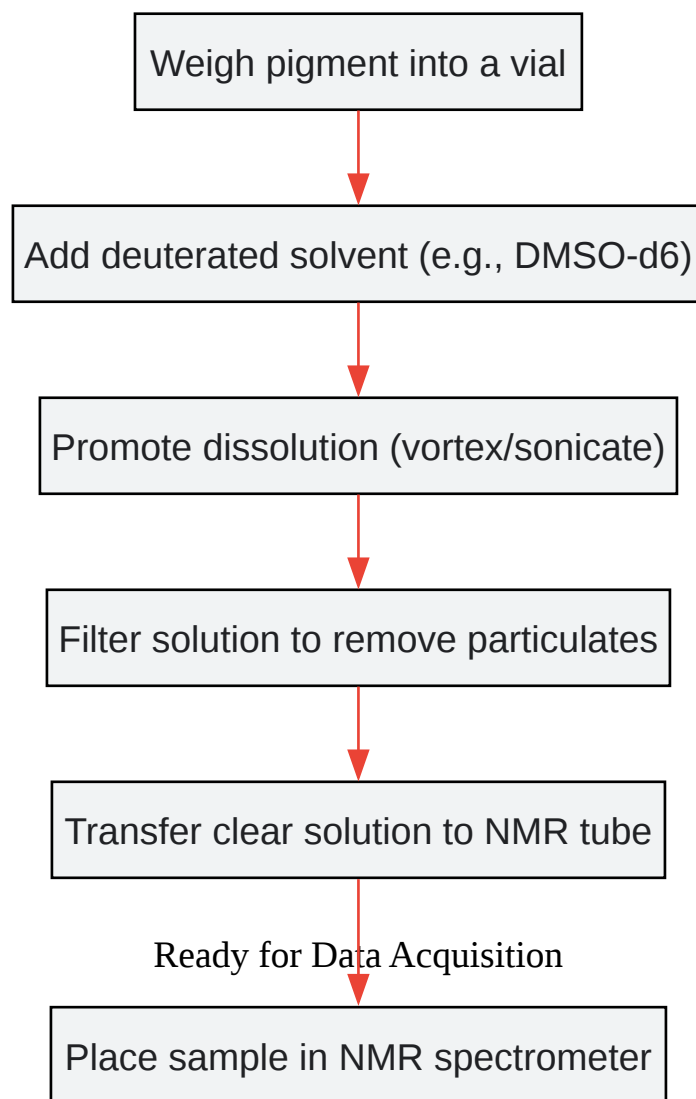 Weigh pigment into a vial
Add deuterated solvent (e.g., DMSO-d6)
Promote dissolution (vortex/sonicate)
Filter solution to remove particulates
Transfer clear solution to NMR tube
Ready for Data Acquisition
Place sample in NMR spectrometer